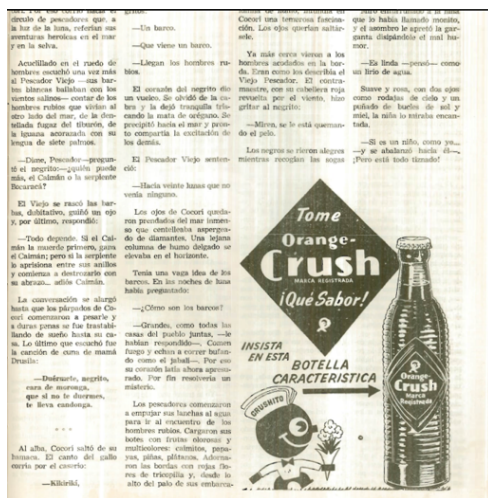 círculo de pescadores que, a
la luz de la luna, referían sus
aventuras heroicas en el mar
y en la selva.
Acuclillado en el ruedo de
hombres escuchó una vez más
al Pescador Viejo —sus bar-
bas blancas bailaban con los
vientos salinos— contar de los
hombres rubios que vivían al
otro lado del mar, de la den-
tellada fugaz del tiburón, de
la iguana acorazada con su
lengua de siete palmos.
—Dime, Pescador—pregun-
tó el negrito:—¿quién puede
más, el Caimán o la serpiente
Bocaracá?
El Viejo se rascó las bar-
bas, dubitativo, guiñó un ojo
y, por último, respondió:
—Todo depende. Si el Cai-
mán la muerde primero, gana
el Caimán; pero si la serpiente
la aprisiona entre sus anillos
y comienza a destrozarlo con
su abrazo... adiós Caimán.
La conversación se alargó
hasta que los párpados de Co-
corí comenzaron a pesarle y
a duras penas se fue trastabi-
llando de sueño hasta su ca-
sa. Lo último que escuchó fue
la canción de cuna de mamá
Drusila:
—Duérmete, negrito,
cara de moronga,
que si no te duermes,
te lleva candonga.
* * *
Al alba, Cocorí saltó de su
hamaca. El canto del gallo
corría por el caserío:
—Kikirikí,
—Un barco.
—Que viene un barco.
—Llegan los hombres ru-
bios.
El corazón del negrito dio
un vuelco. Se olvidó de la ca-
bra y la dejó tranquila tris-
cando la mata de orégano. Se
precipitó hacia el mar y pron-
to compartía la excitación de
los demás.
El Pescador Viejo senten-
ció:
—Hacía veinte lunas que no
venía ninguno.
Los ojos de Cocorí queda-
ron prendados del mar inmen-
so que centelleaba asperga-
do de diamantes. Una lejana
columna de humo delgado se
elevaba en el horizonte.
Tenía una vaga idea de los
barcos. En las noches de luna
había preguntado:
—¿Cómo son los barcos?
—Grandes, como todas las
casas del pueblo juntas, —le
habían respondido—. Comen
fuego y echan a correr bufan-
do como el jabalí—. Por eso
su corazón latía ahora apresu-
rado. Por fin resolvería un
misterio.
Los pescadores comenzaron
a empujar sus lanchas al agua
para ir al encuentro de los
hombres rubios. Cargaron sus
botes con frutas olorosas y
multicolores: caimitos, papa-
yas, piñas, plátanos. Adorna-
ron las bordas con rojas flo-
res de tricopilia y, desde lo
alto del palo de sus embarca-
Cocorí una temerosa fascina-
ción. Los ojos querían saltár-
sele.
Ya más cerca vieron a los
hombres acodados en la bor-
da. Eran como los describía el
Viejo Pescador. El contra-
maestre, con su cabellera roja
revuelta por el viento, hizo
gritar al negrito:
—Miren, se le está queman-
do el pelo.
Los negros se rieron alegres
mientras recogían las sogas
que lo había llamado monito,
y el asombro le apretó la gar-
ganta disipándole el mal hu-
mor.
—Es linda —pensó— como
un lirio de agua.
Suave y rosa, con dos ojos
como rodajas de cielo y un
puñado de bucles de sol y
miel, la niña lo miraba encan-
tada.
—Si es un niño, como yo...
—y se abalanzó hacia él—.
¡Pero está todo tiznado!
Tome
Orange-
Crush
MARCA REGISTRADA
¡Qué Sabor!
INSISTA
EN ESTA
BOTELLA
CARACTERISTICA
CRUSHITO
Orange-
Crush
Marca
Registrada